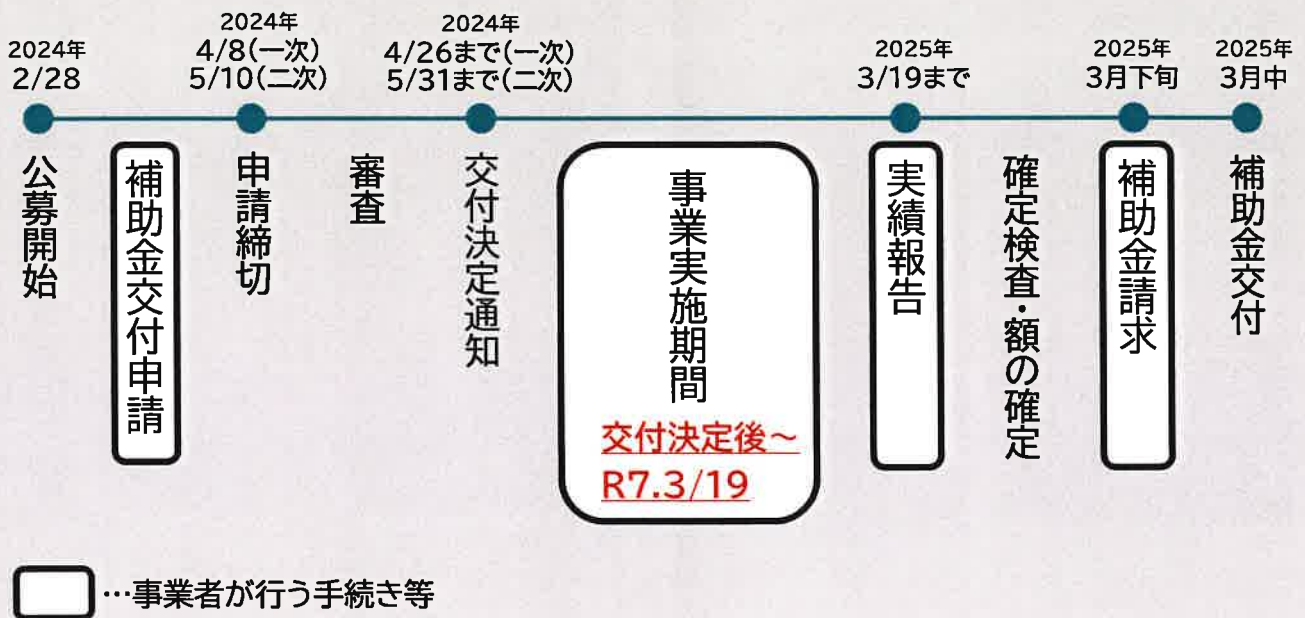 2024年
2/28
2024年
4/8(一次)
5/10(二次)
2024年
4/26まで(一次)
5/31まで(二次)
2025年
3/19まで
2025年
3月下旬
2025年
3月中
公募開始
補助金交付申請
申請締切
審査
交付決定通知
事業実施期間
交付決定後～
R7.3/19
実績報告
確定検査・額の確定
補助金請求
補助金交付
…事業者が行う手続き等